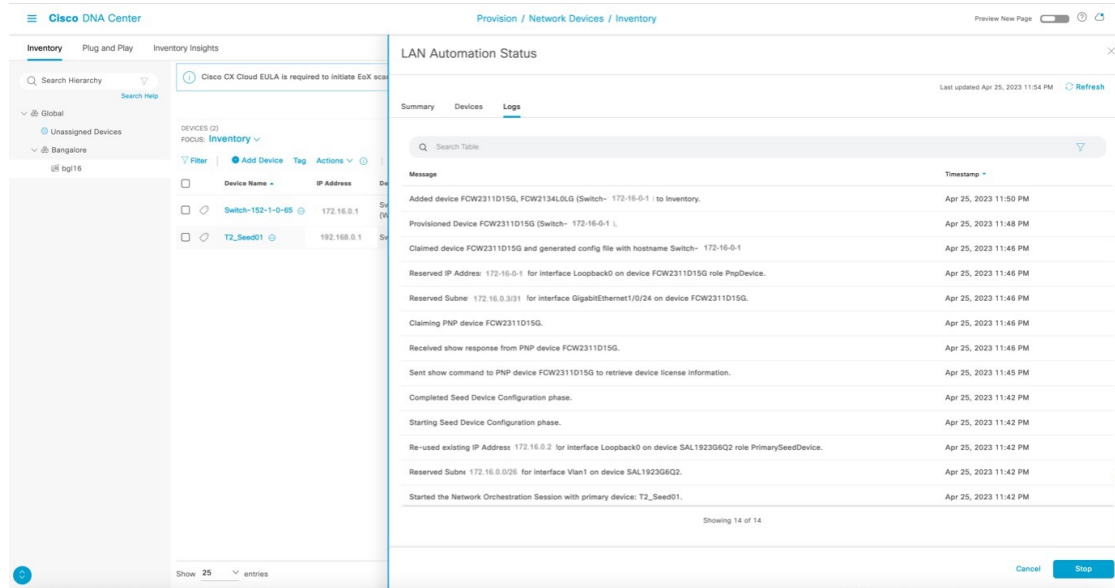 Cisco DNA Center
Provision / Network Devices / Inventory
Preview New Page
Inventory Plug and Play Inventory Insights
Search Hierarchy
Search Help
Global
Unassigned Devices
Bangalore
bgl16
Cisco CX Cloud EULA is required to initiate EoX scan
DEVICES (2)
FOCUS: Inventory
Filter Add Device Tag Actions
Device Name IP Address De
Switch-152-1-0-65 172.16.0.1 Sw
(W
T2_Seed01 192.168.0.1 Sw
Show 25 entries
LAN Automation Status
Last updated Apr 25, 2023 11:54 PM Refresh
Summary Devices Logs
Search Table
Message Timestamp
Added device FCW2311D15G, FCW2134L0LG (Switch- 172-16-0-1 ) to Inventory. Apr 25, 2023 11:50 PM
Provisioned Device FCW2311D15G (Switch- 172-16-0-1 ). Apr 25, 2023 11:48 PM
Claimed device FCW2311D15G and generated config file with hostname Switch- 172-16-0-1 Apr 25, 2023 11:46 PM
Reserved IP Address 172-16-0-1 for interface Loopback0 on device FCW2311D15G role PnpDevice. Apr 25, 2023 11:46 PM
Reserved Subne 172.16.0.3/31 for interface GigabitEthernet1/0/24 on device FCW2311D15G. Apr 25, 2023 11:46 PM
Claiming PNP device FCW2311D15G. Apr 25, 2023 11:46 PM
Received show response from PNP device FCW2311D15G. Apr 25, 2023 11:46 PM
Sent show command to PNP device FCW2311D15G to retrieve device license information. Apr 25, 2023 11:45 PM
Completed Seed Device Configuration phase. Apr 25, 2023 11:42 PM
Starting Seed Device Configuration phase. Apr 25, 2023 11:42 PM
Re-used existing IP Address 172.16.0.2 for interface Loopback0 on device SAL1923G6Q2 role PrimarySeedDevice. Apr 25, 2023 11:42 PM
Reserved Subne 172.16.0.0/26 for interface Vlan1 on device SAL1923G6Q2. Apr 25, 2023 11:42 PM
Started the Network Orchestration Session with primary device: T2_Seed01. Apr 25, 2023 11:42 PM
Showing 14 of 14
Cancel Stop